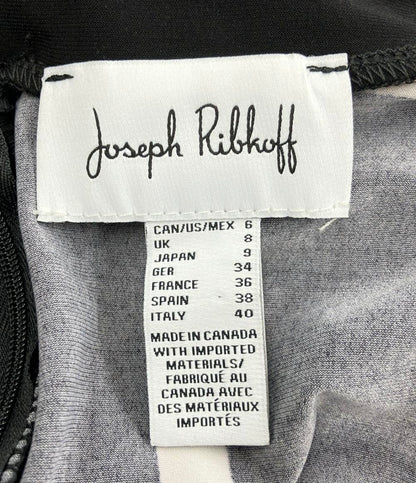 Joseph Ribkoff
CAN/US/MEX 6
UK 8
JAPAN 9
GER 34
FRANCE 36
SPAIN 38
ITALY 40
MADE IN CANADA
WITH IMPORTED
MATERIALS/
FABRIQUÉ AU
CANADA AVEC
DES MATÉRIAUX
IMPORTÉS